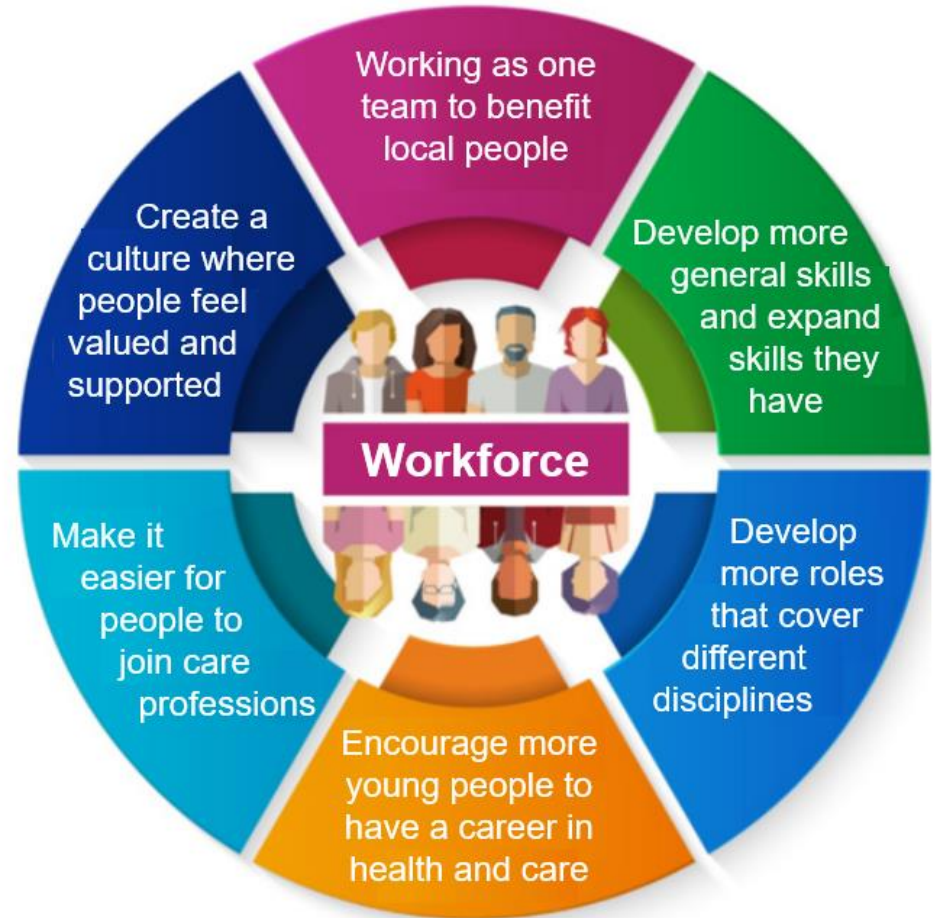 Working as one
team to benefit
local people
Develop more
general skills
and expand
skills they
have
Develop
more roles
that cover
different
disciplines
Encourage more
young people to
have a career in
health and care
Make it
easier for
people to
join care
professions
Create a
culture where
people feel
valued and
supported
Workforce